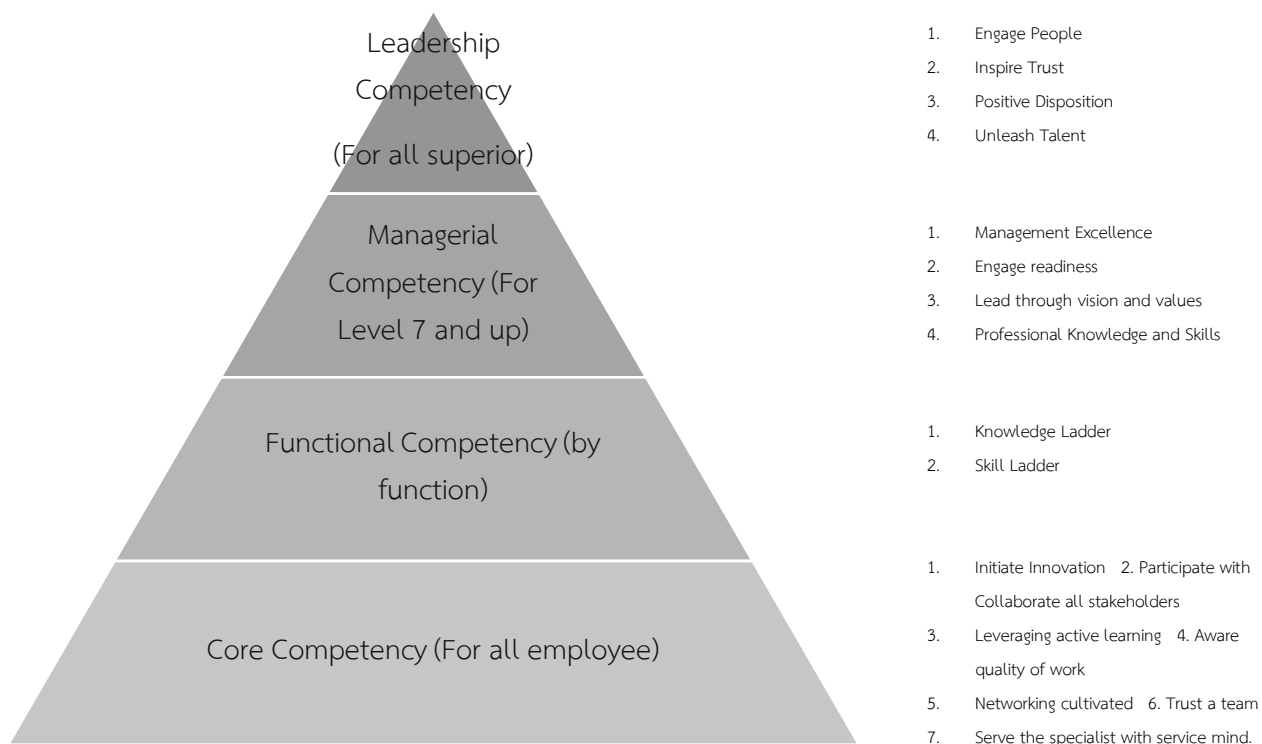 Leadership
Competency
(For all superior)
1. Engage People
2. Inspire Trust
3. Positive Disposition
4. Unleash Talent
Managerial
Competency (For
Level 7 and up)
1. Management Excellence
2. Engage readiness
3. Lead through vision and values
4. Professional Knowledge and Skills
Functional Competency (by
function)
1. Knowledge Ladder
2. Skill Ladder
Core Competency (For all employee)
1. Initiate Innovation 2. Participate with
Collaborate all stakeholders
3. Leveraging active learning 4. Aware
quality of work
5. Networking cultivated 6. Trust a team
7. Serve the specialist with service mind.